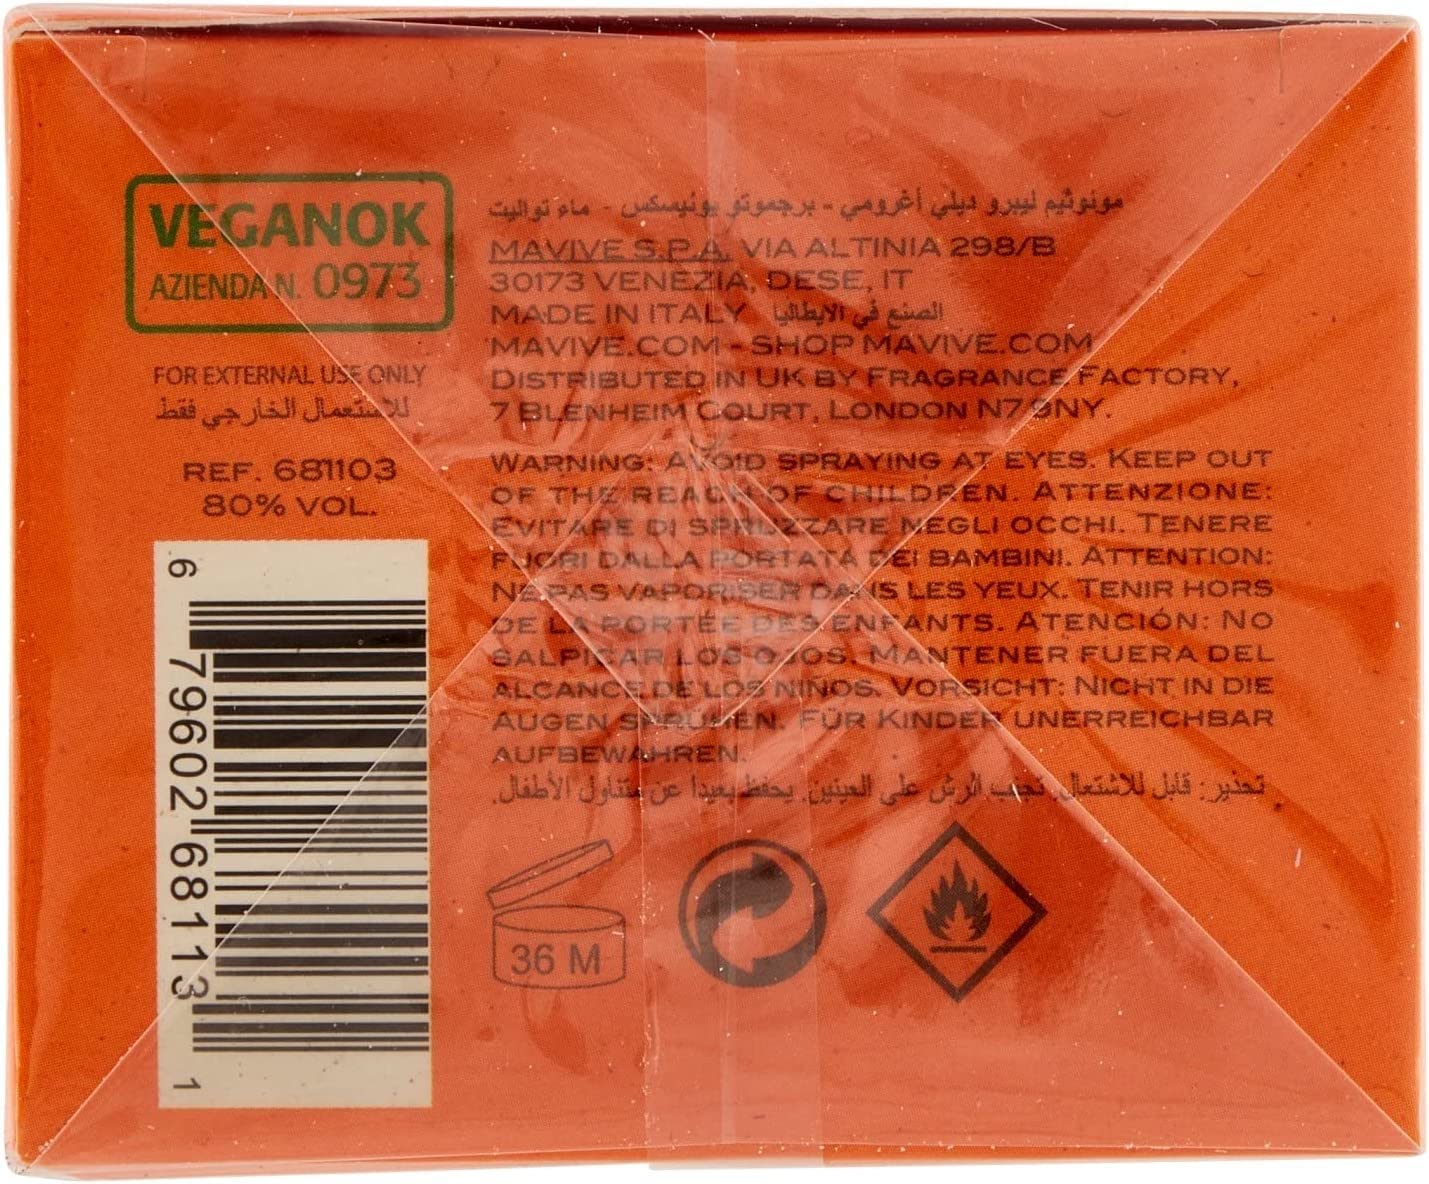 VEGANOK
AZIENDA N. 0973
FOR EXTERNAL USE ONLY
للاستعمال الخارجي فقط
REF. 681103
80% VOL.
6 79602 68113 1
مونوثيم ليبرو ديلي أغرومي - برجموتو يونيسكس - ماء تواليت
MAVIVE S.P.A. VIA ALTINIA 298/B
30173 VENEZIA, DESE, IT
MADE IN ITALY الصنع في الايطاليا
MAVIVE.COM - SHOPMAVIVE.COM
DISTRIBUTED IN UK BY FRAGRANCE FACTORY,
7 BLENHEIM COURT, LONDON N7 9NY.
WARNING: AVOID SPRAYING AT EYES. KEEP OUT
OF THE REACH OF CHILDREN. ATTENZIONE:
EVITARE DI SPRUZZARE NEGLI OCCHI. TENERE
FUORI DALLA PORTATA DEI BAMBINI. ATTENTION:
NE PAS VAPORISER DANS LES YEUX. TENIR HORS
DE LA PORTÉE DES ENFANTS. ATENCIÓN: NO
SALPICAR LOS OJOS. MANTENER FUERA DEL
ALCANCE DE LOS NIÑOS. VORSICHT: NICHT IN DIE
AUGEN SPRÜHEN. FÜR KINDER UNERREICHBAR
AUFBEWAHREN.
تحذير: قابل للاشتعال. تجنب الرش على العينين. يحفظ بعيدا عن متناول الأطفال.
36 M